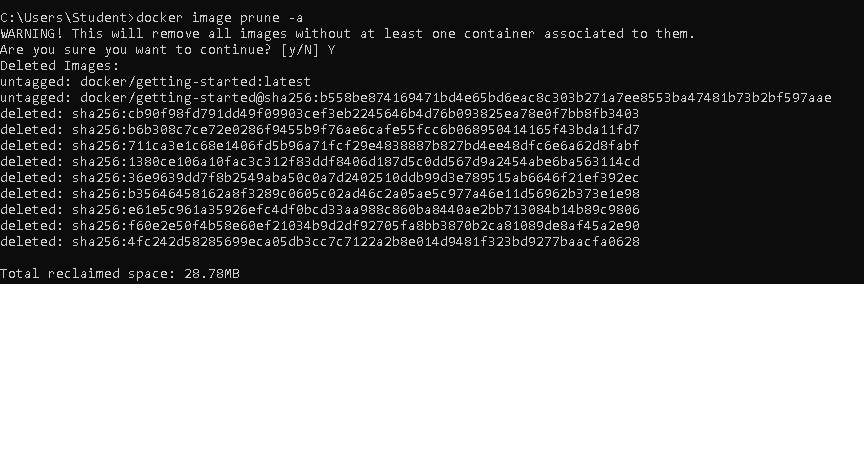 C:\Users\Student>docker image prune -a
WARNING! This will remove all images without at least one container associated to them.
Are you sure you want to continue? [y/N] Y
Deleted Images:
untagged: docker/getting-started:latest
untagged: docker/getting-started@sha256:b558be874169471bd4e65bd6eac8c303b271a7ee8553ba47481b73b2bf597aae
deleted: sha256:cb90f98fd791dd49f09903cef3eb2245646b4d76b093825ea78e0f7bb8fb3403
deleted: sha256:b6b308c7ce72e0286f9455b9f76ae6cafe55fcc6b068950414165f43bda11fd7
deleted: sha256:711ca3e1c68e1406fd5b96a71fcf29e4838887b827bd4ee48dfc6e6a62d8fabf
deleted: sha256:1380ce106a10fac3c312f83ddf8406d187d5c0dd567d9a2454abe6ba563114cd
deleted: sha256:36e9639dd7f8b2549aba50c0a7d2402510ddb99d3e789515ab6646f21ef392ec
deleted: sha256:b35646458162a8f3289c0605c02ad46c2a05ae5c977a46e11d56962b373e1e98
deleted: sha256:e61e5c961a35926efc4df0bcd33aa988c860ba8440ae2bb713084b14b89c9806
deleted: sha256:f60e2e50f4b58e60ef21034b9d2df92705fa8bb3870b2ca81089de8af45a2e90
deleted: sha256:4fc242d58285699eca05db3cc7c7122a2b8e014d9481f323bd9277baacfa0628
Total reclaimed space: 28.78MB